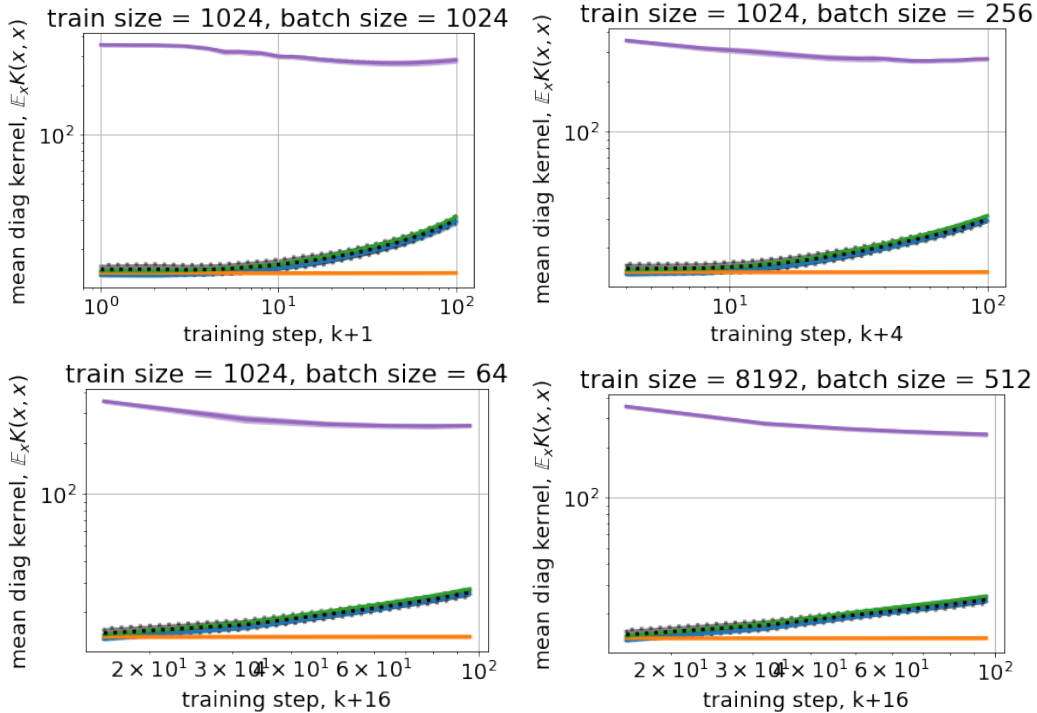 train size = 1024, batch size = 1024
mean diag kernel, 𝔼ₓK(x, x)
10²
10⁰
10¹
10²
training step, k+1
train size = 1024, batch size = 256
mean diag kernel, 𝔼ₓK(x, x)
10²
10¹
10²
training step, k+4
train size = 1024, batch size = 64
mean diag kernel, 𝔼ₓK(x, x)
10²
2 × 10¹
3 × 10¹
4 × 10¹
6 × 10¹
10²
training step, k+16
train size = 8192, batch size = 512
mean diag kernel, 𝔼ₓK(x, x)
10²
2 × 10¹
3 × 10¹
4 × 10¹
6 × 10¹
10²
training step, k+16